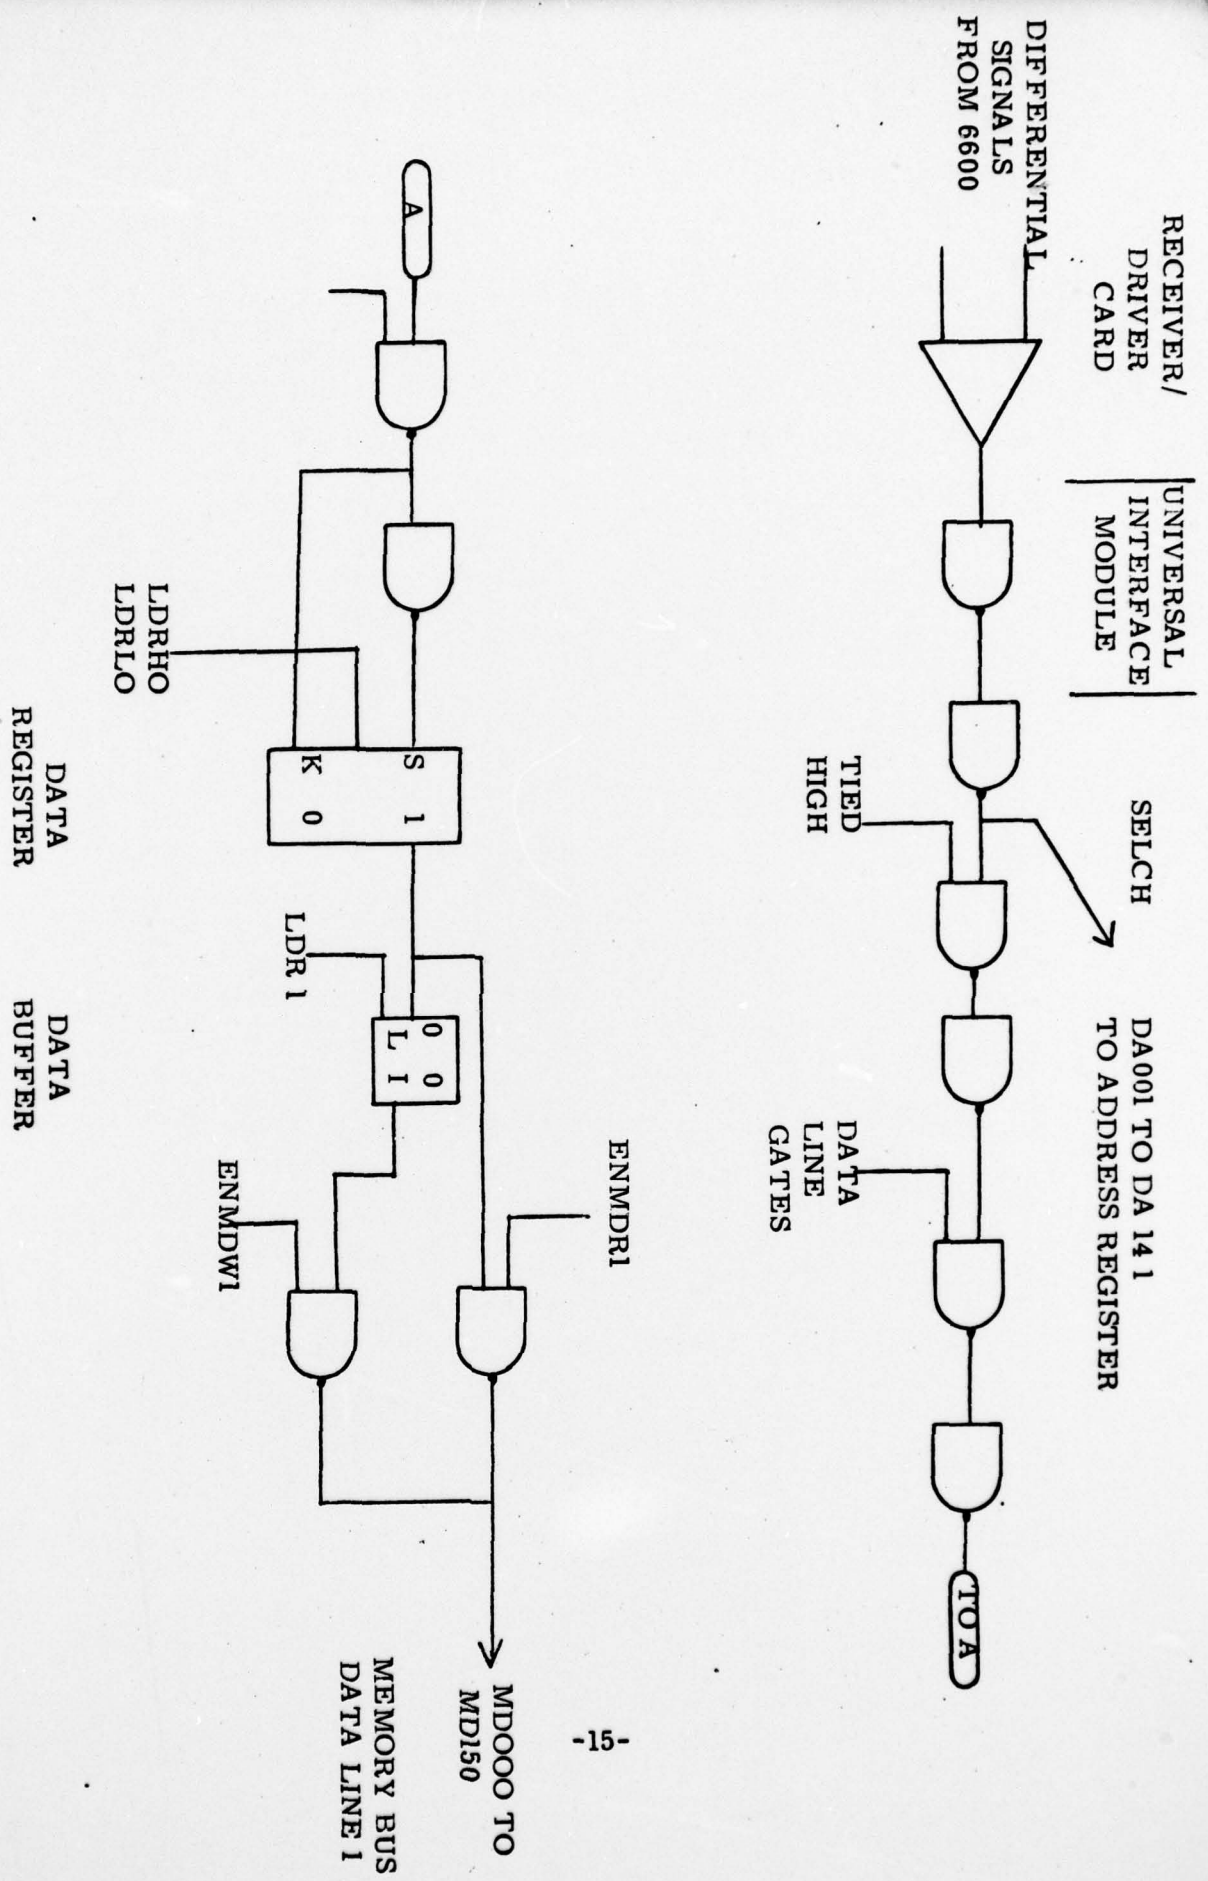 RECEIVER/
DRIVER
CARD
UNIVERSAL
INTERFACE
MODULE
SELCH
DA001 TO DA 14 1
TO ADDRESS REGISTER
DIFFERENTIAL
SIGNALS
FROM 6600
TIED
HIGH
DATA
LINE
GATES
TO A
-15-
ENMDR1
A
MDOOO TO
MD150
MEMORY BUS
DATA LINE 1
S 1
K 0
0 0
L I
LDR 1
ENMDW1
LDRHO
LDRLO
DATA
REGISTER
DATA
BUFFER